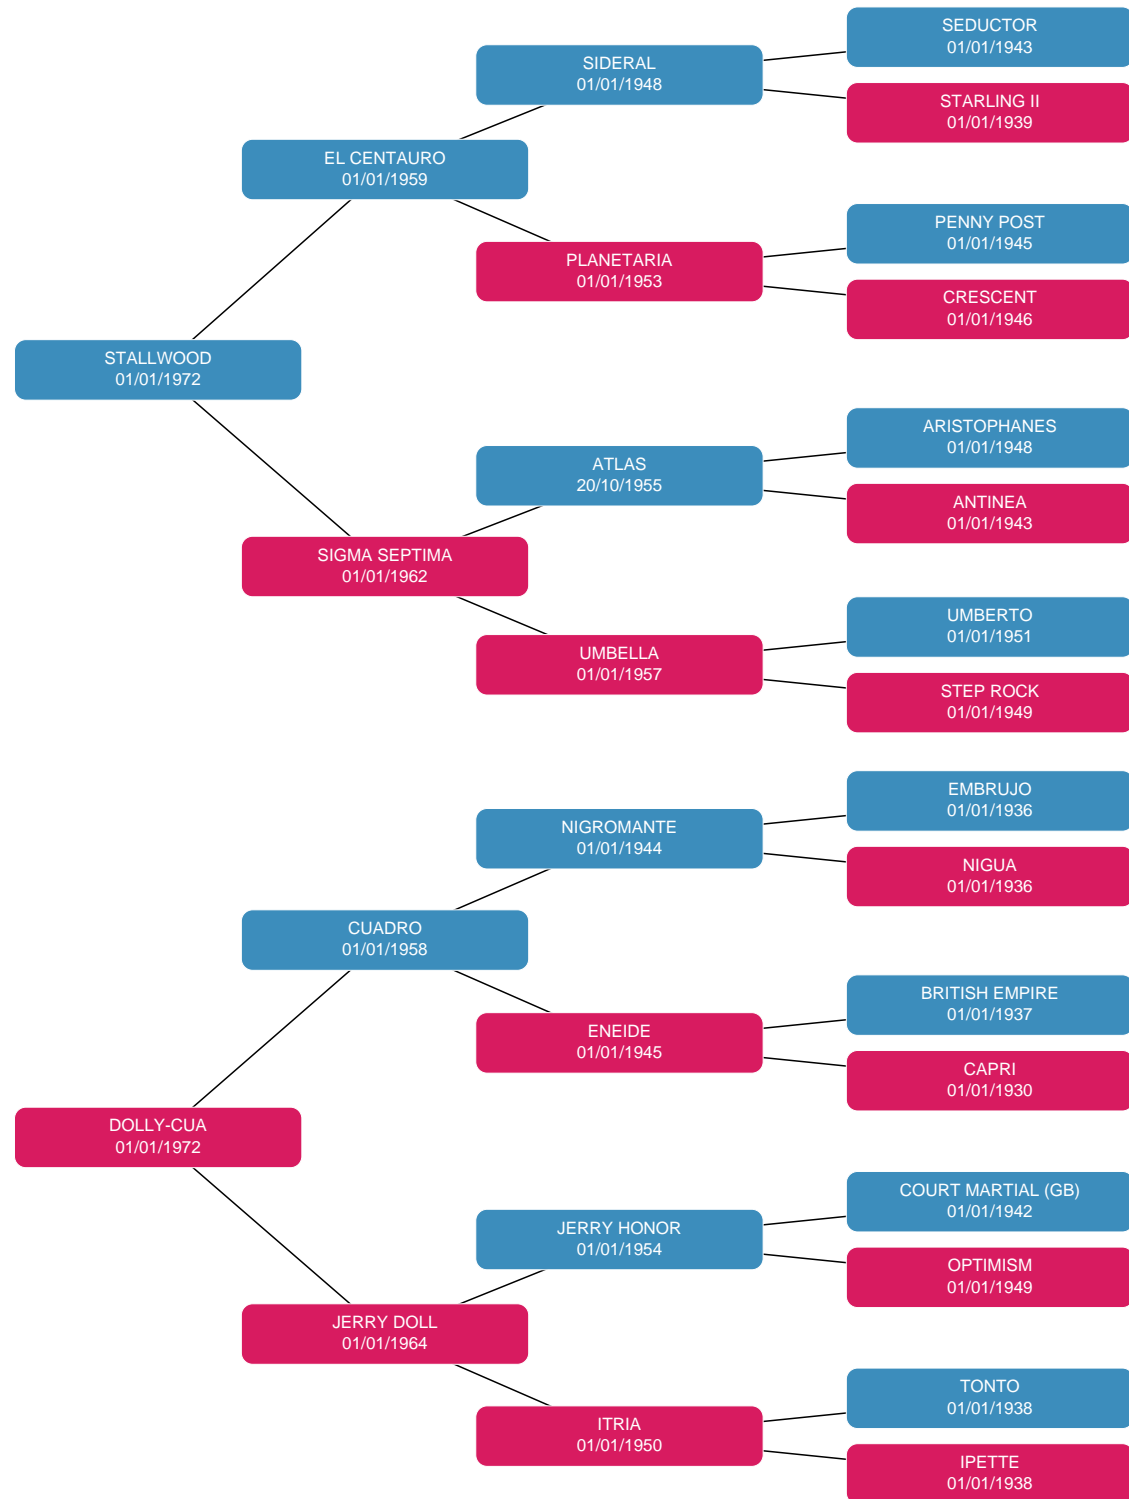 SEDUCTOR
01/01/1943
SIDERAL
01/01/1948
STARLING II
01/01/1939
EL CENTAURO
01/01/1959
PENNY POST
01/01/1945
PLANETARIA
01/01/1953
CRESCENT
01/01/1946
STALLWOOD
01/01/1972
ARISTOPHANES
01/01/1948
ATLAS
20/10/1955
ANTINEA
01/01/1943
SIGMA SEPTIMA
01/01/1962
UMBERTO
01/01/1951
UMBELLA
01/01/1957
STEP ROCK
01/01/1949
EMBRUJO
01/01/1936
NIGROMANTE
01/01/1944
NIGUA
01/01/1936
CUADRO
01/01/1958
BRITISH EMPIRE
01/01/1937
ENEIDE
01/01/1945
CAPRI
01/01/1930
DOLLY-CUA
01/01/1972
COURT MARTIAL (GB)
01/01/1942
JERRY HONOR
01/01/1954
OPTIMISM
01/01/1949
JERRY DOLL
01/01/1964
TONTO
01/01/1938
ITRIA
01/01/1950
IPETTE
01/01/1938